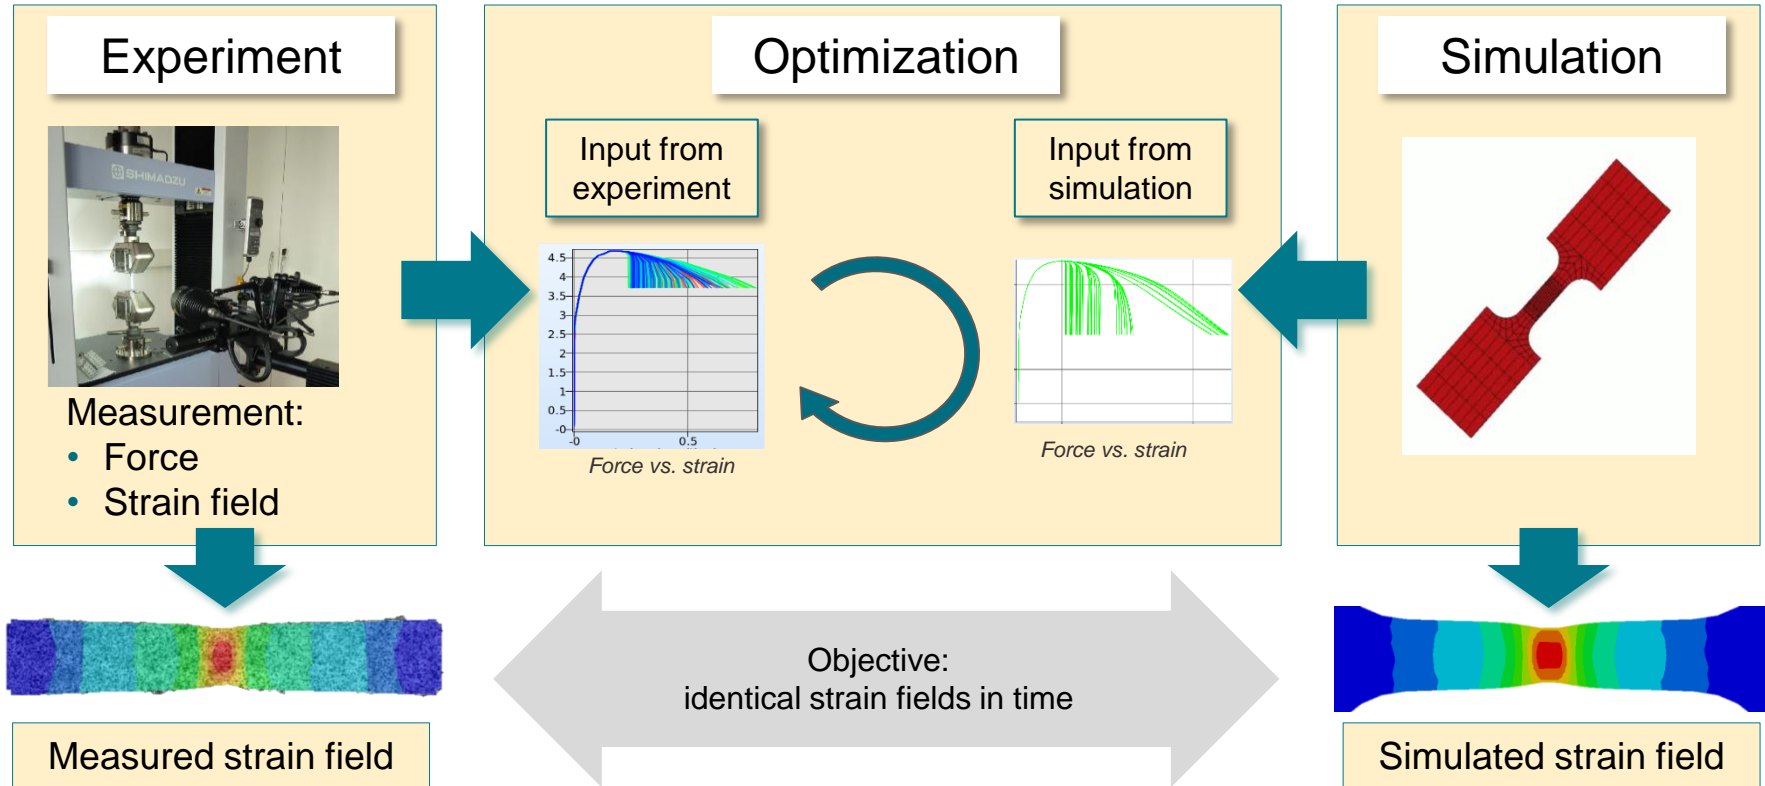 Experiment
SHIMADZU
Measurement:
• Force
• Strain field
Measured strain field
Optimization
Input from
experiment
4.5
4
3.5
3
2.5
2
1.5
1
0.5
-0
-0
0.5
Force vs. strain
Input from
simulation
Force vs. strain
Objective:
identical strain fields in time
Simulation
Simulated strain field